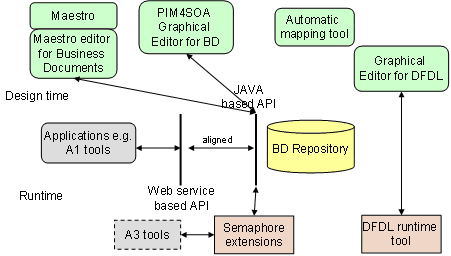 Maestro
Maestro editor
for Business
Documents
PIM4SOA
Graphical
Editor for BD
Automatic
mapping tool
Graphical
Editor for DFDL
Design time
JAVA
based API
Applications e.g.
A1 tools
aligned
BD Repository
Runtime
Web service
based API
A3 tools
Semaphore
extensions
DFDL runtime
tool